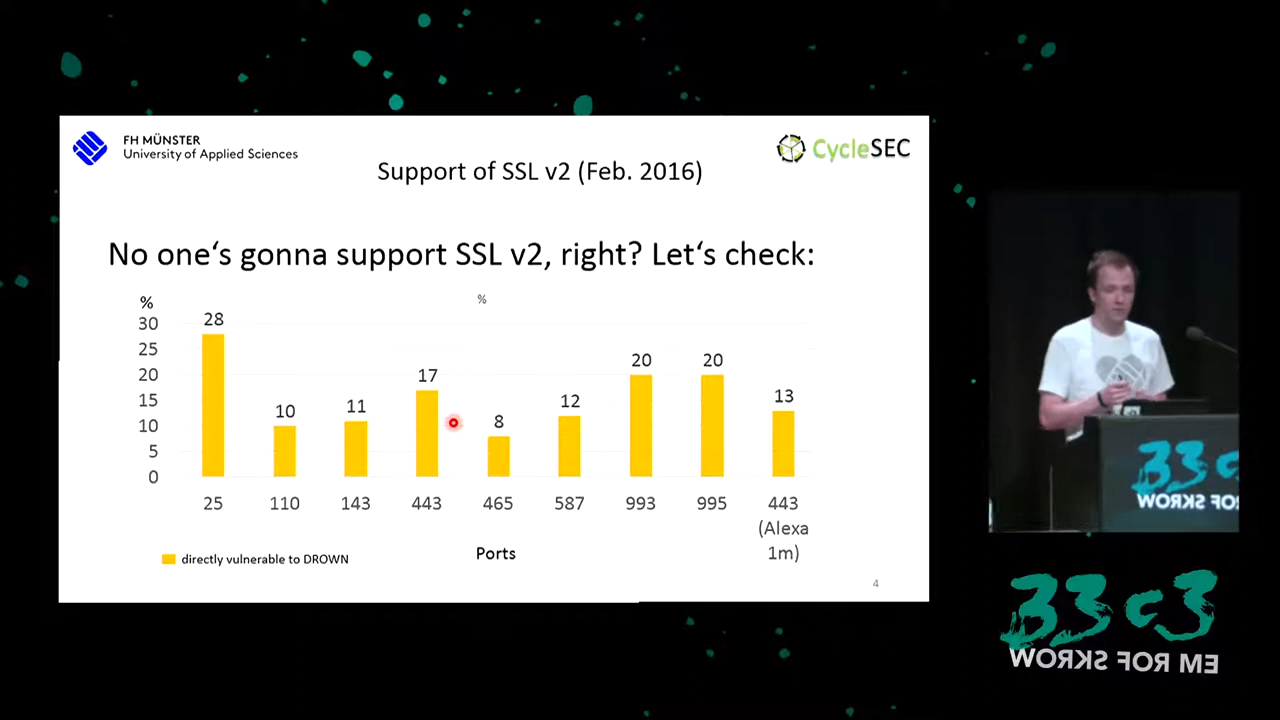 FH MÜNSTER
University of Applied Sciences
CycleSEC
Support of SSL v2 (Feb. 2016)
No one‘s gonna support SSL v2, right? Let‘s check:
%
%
30
25
20
15
10
5
0
28
10
11
17
8
12
20
20
13
25
110
143
443
465
587
993
995
443
(Alexa
1m)
Ports
directly vulnerable to DROWN
4
33c
WORKS FOR
33c3
WORKS FOR ME